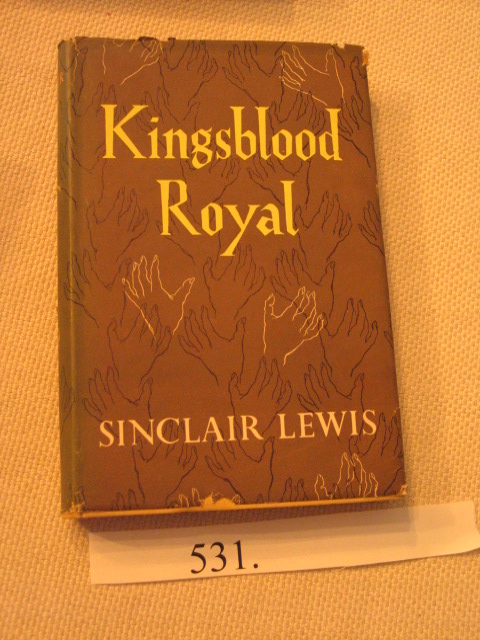 Kingsblood
Royal
SINCLAIR LEWIS
531.